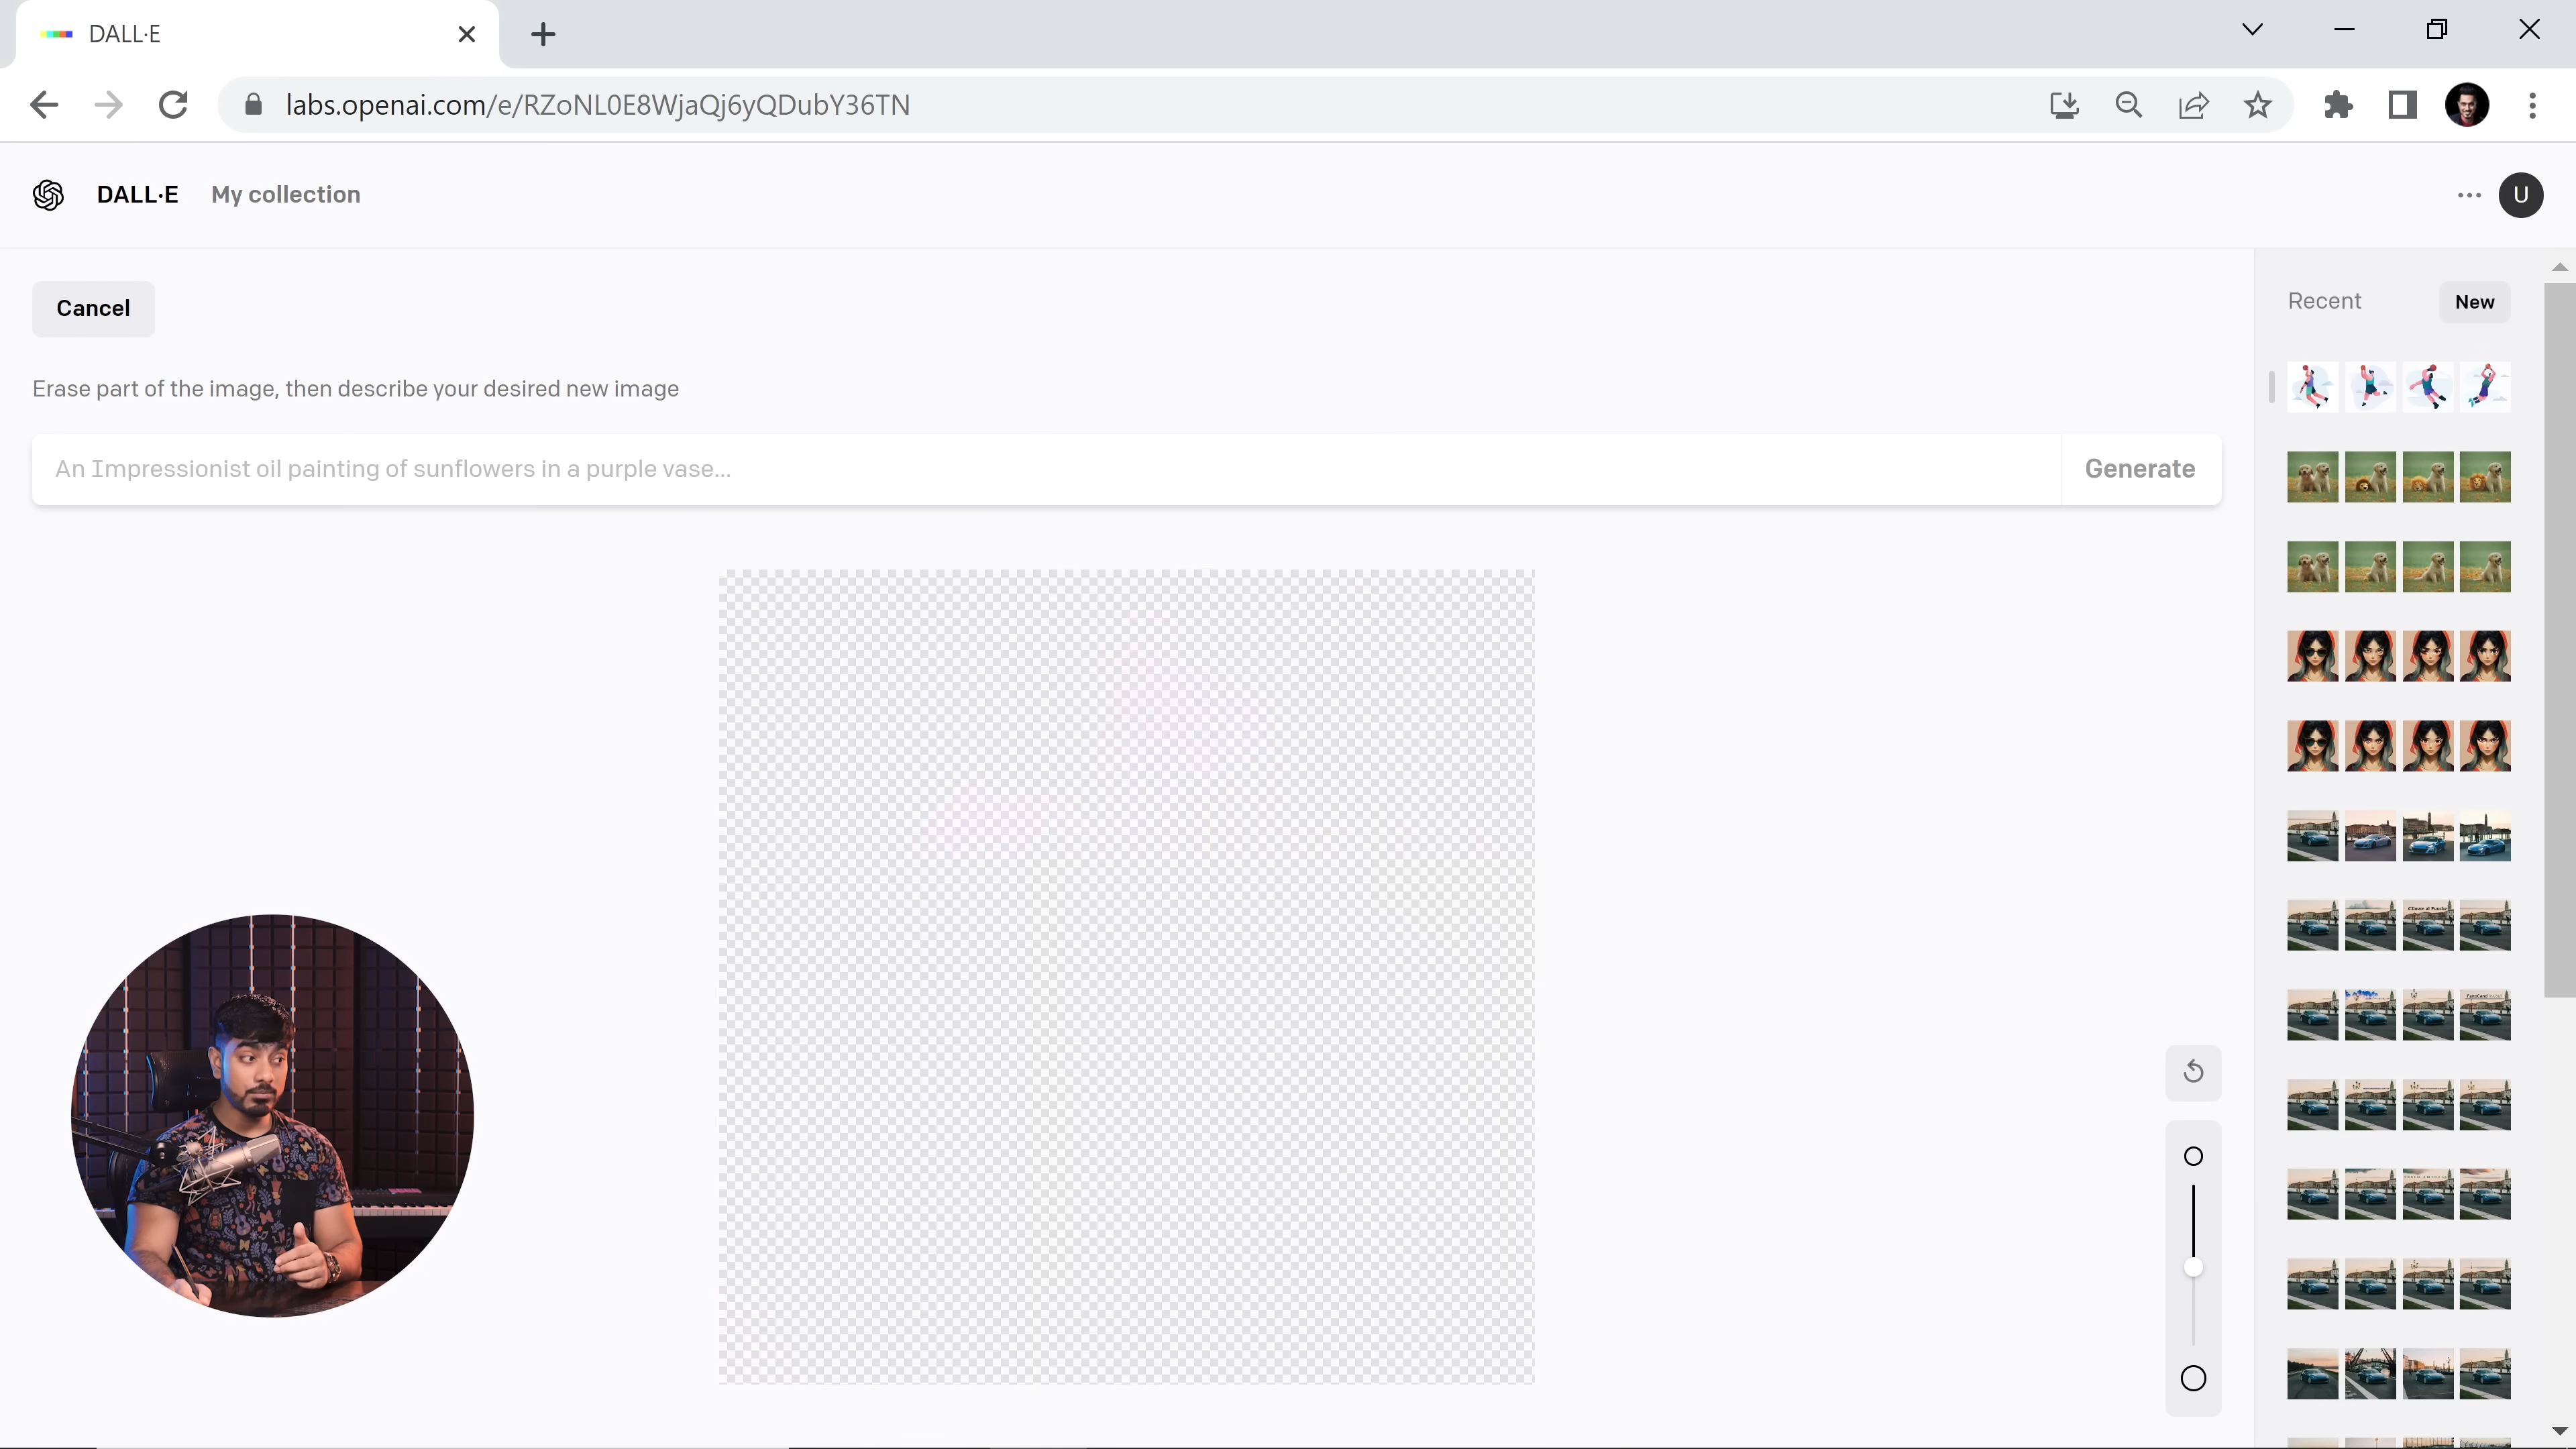 DALL·E
labs.openai.com/e/RZoNL0E8WjaQj6yQDubY36TN
DALL·E My collection
U
Cancel
Recent New
Erase part of the image, then describe your desired new image
An Impressionist oil painting of sunflowers in a purple vase...
Generate